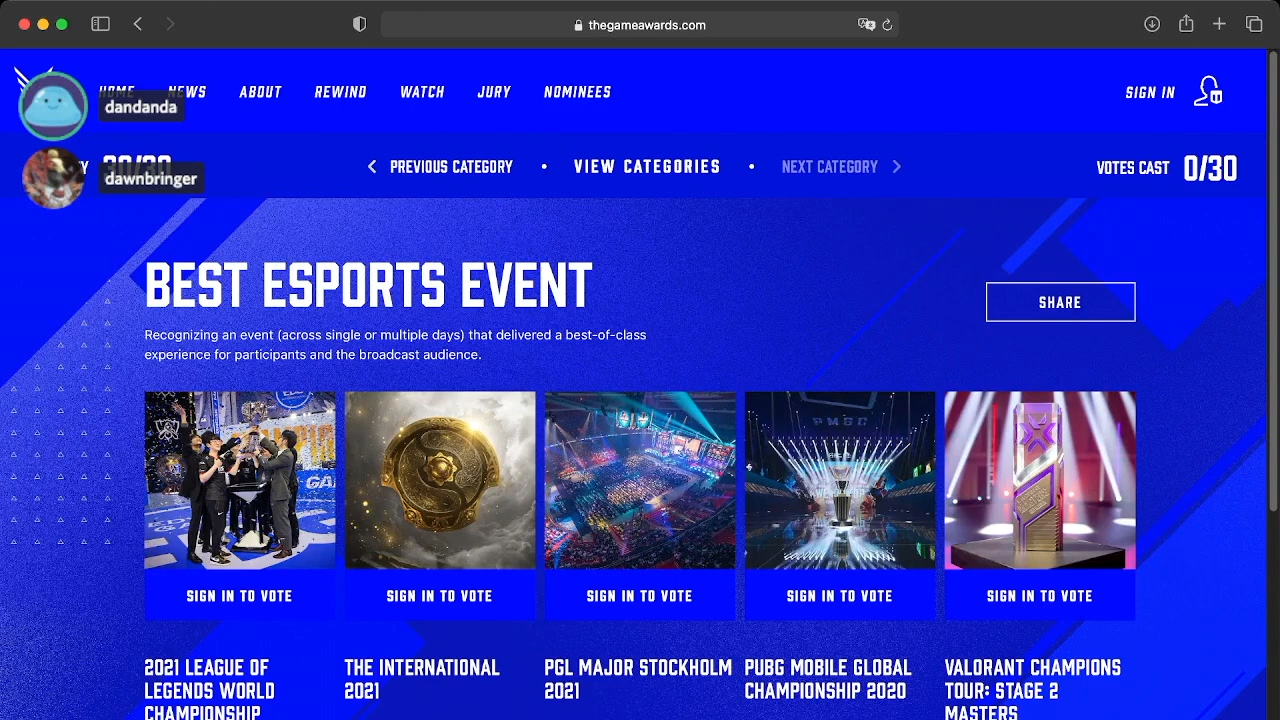 thegameawards.com
HOME NEWS ABOUT REWIND WATCH JURY NOMINEES SIGN IN
dandanda
30/30 PREVIOUS CATEGORY • VIEW CATEGORIES • NEXT CATEGORY VOTES CAST 0/30
dawnbringer
BEST ESPORTS EVENT
SHARE
Recognizing an event (across single or multiple days) that delivered a best-of-class
experience for participants and the broadcast audience.
PMGC
SIGN IN TO VOTE SIGN IN TO VOTE SIGN IN TO VOTE SIGN IN TO VOTE SIGN IN TO VOTE
2021 LEAGUE OF
LEGENDS WORLD
CHAMPIONSHIP
THE INTERNATIONAL
2021
PGL MAJOR STOCKHOLM
2021
PUBG MOBILE GLOBAL
CHAMPIONSHIP 2020
VALORANT CHAMPIONS
TOUR: STAGE 2
MASTERS